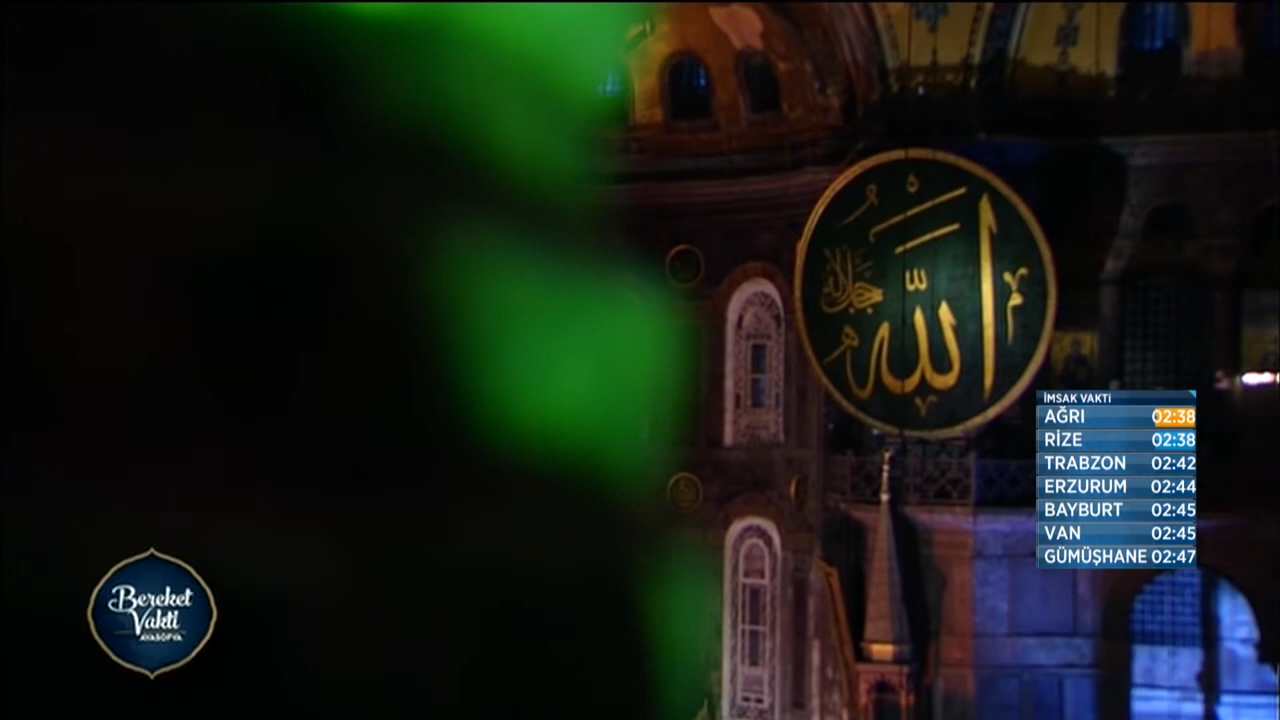 الله
جل جلاله
İMSAK VAKTİ
AĞRI 02:38
RİZE 02:38
TRABZON 02:42
ERZURUM 02:44
BAYBURT 02:45
VAN 02:45
GÜMÜŞHANE 02:47
Bereket
Vakti
AYASOFYA